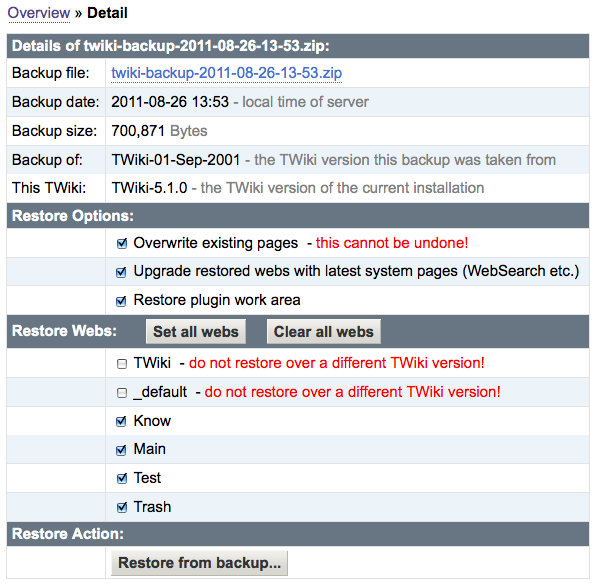 Overview » Detail
Details of twiki-backup-2011-08-26-13-53.zip:
Backup file: twiki-backup-2011-08-26-13-53.zip
Backup date: 2011-08-26 13:53 - local time of server
Backup size: 700,871 Bytes
Backup of: TWiki-01-Sep-2001 - the TWiki version this backup was taken from
This TWiki: TWiki-5.1.0 - the TWiki version of the current installation
Restore Options:
Overwrite existing pages - this cannot be undone!
Upgrade restored webs with latest system pages (WebSearch etc.)
Restore plugin work area
Restore Webs: Set all webs Clear all webs
TWiki - do not restore over a different TWiki version!
_default - do not restore over a different TWiki version!
Know
Main
Test
Trash
Restore Action:
Restore from backup...